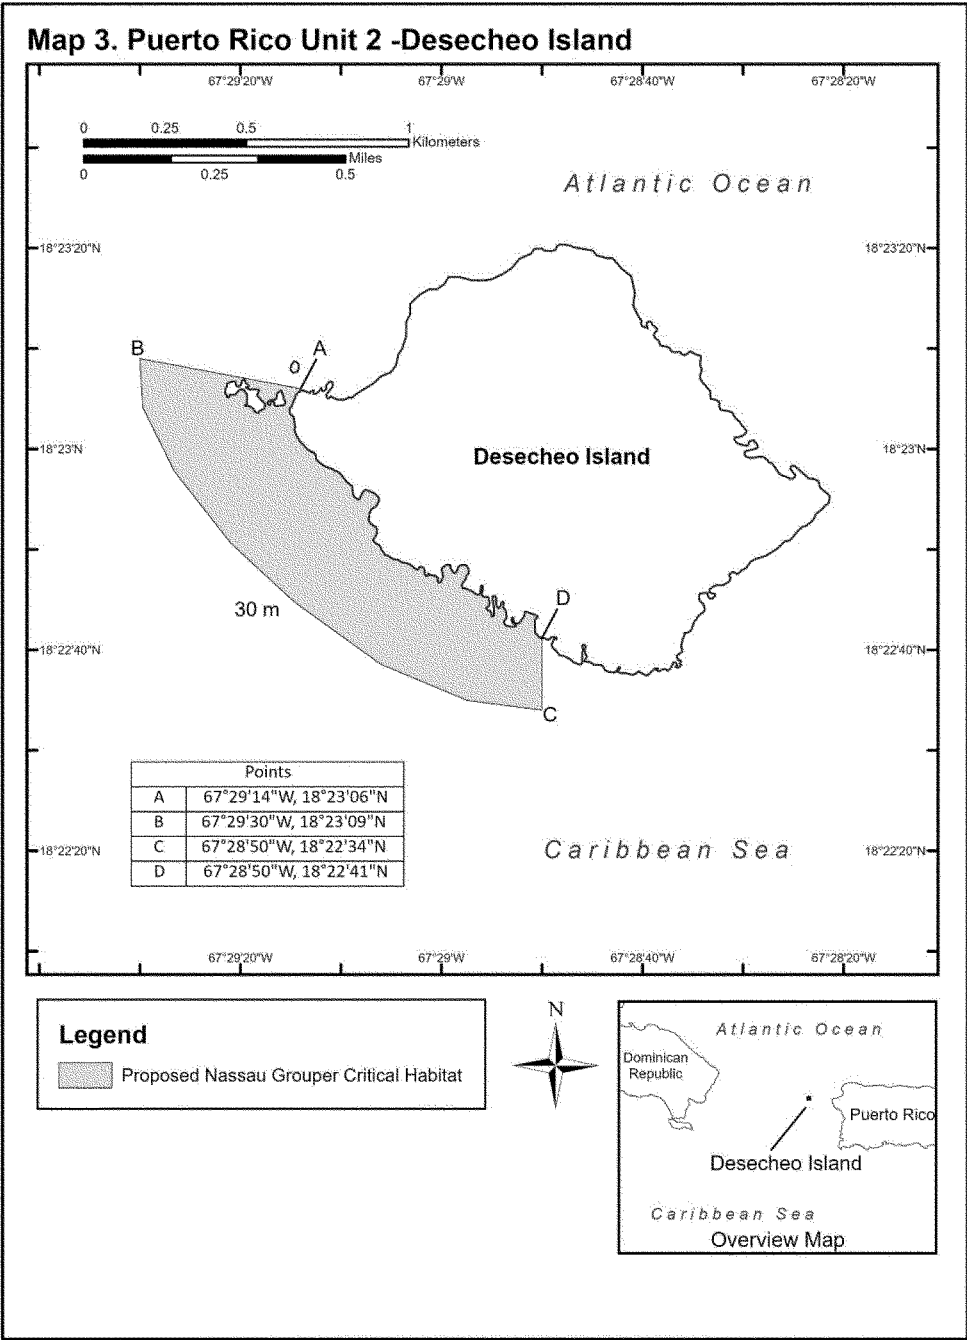 Map 3. Puerto Rico Unit 2 -Desecheo Island
67°29'20"W 67°29'W 67°28'40"W 67°28'20"W
0 0.25 0.5 1
Kilometers
Miles
0 0.25 0.5
Atlantic Ocean
18°23'20"N 18°23'20"N
B A
18°23'N 18°23'N
Desecheo Island
D
30 m
18°22'40"N 18°22'40"N
C
Points
A 67°29'14"W, 18°23'06"N
B 67°29'30"W, 18°23'09"N
C 67°28'50"W, 18°22'34"N
D 67°28'50"W, 18°22'41"N
Caribbean Sea
18°22'20"N 18°22'20"N
67°29'20"W 67°29'W 67°28'40"W 67°28'20"W
Legend
Proposed Nassau Grouper Critical Habitat
N
Atlantic Ocean
Dominican
Republic
Puerto Rico
Desecheo Island
Caribbean Sea
Overview Map